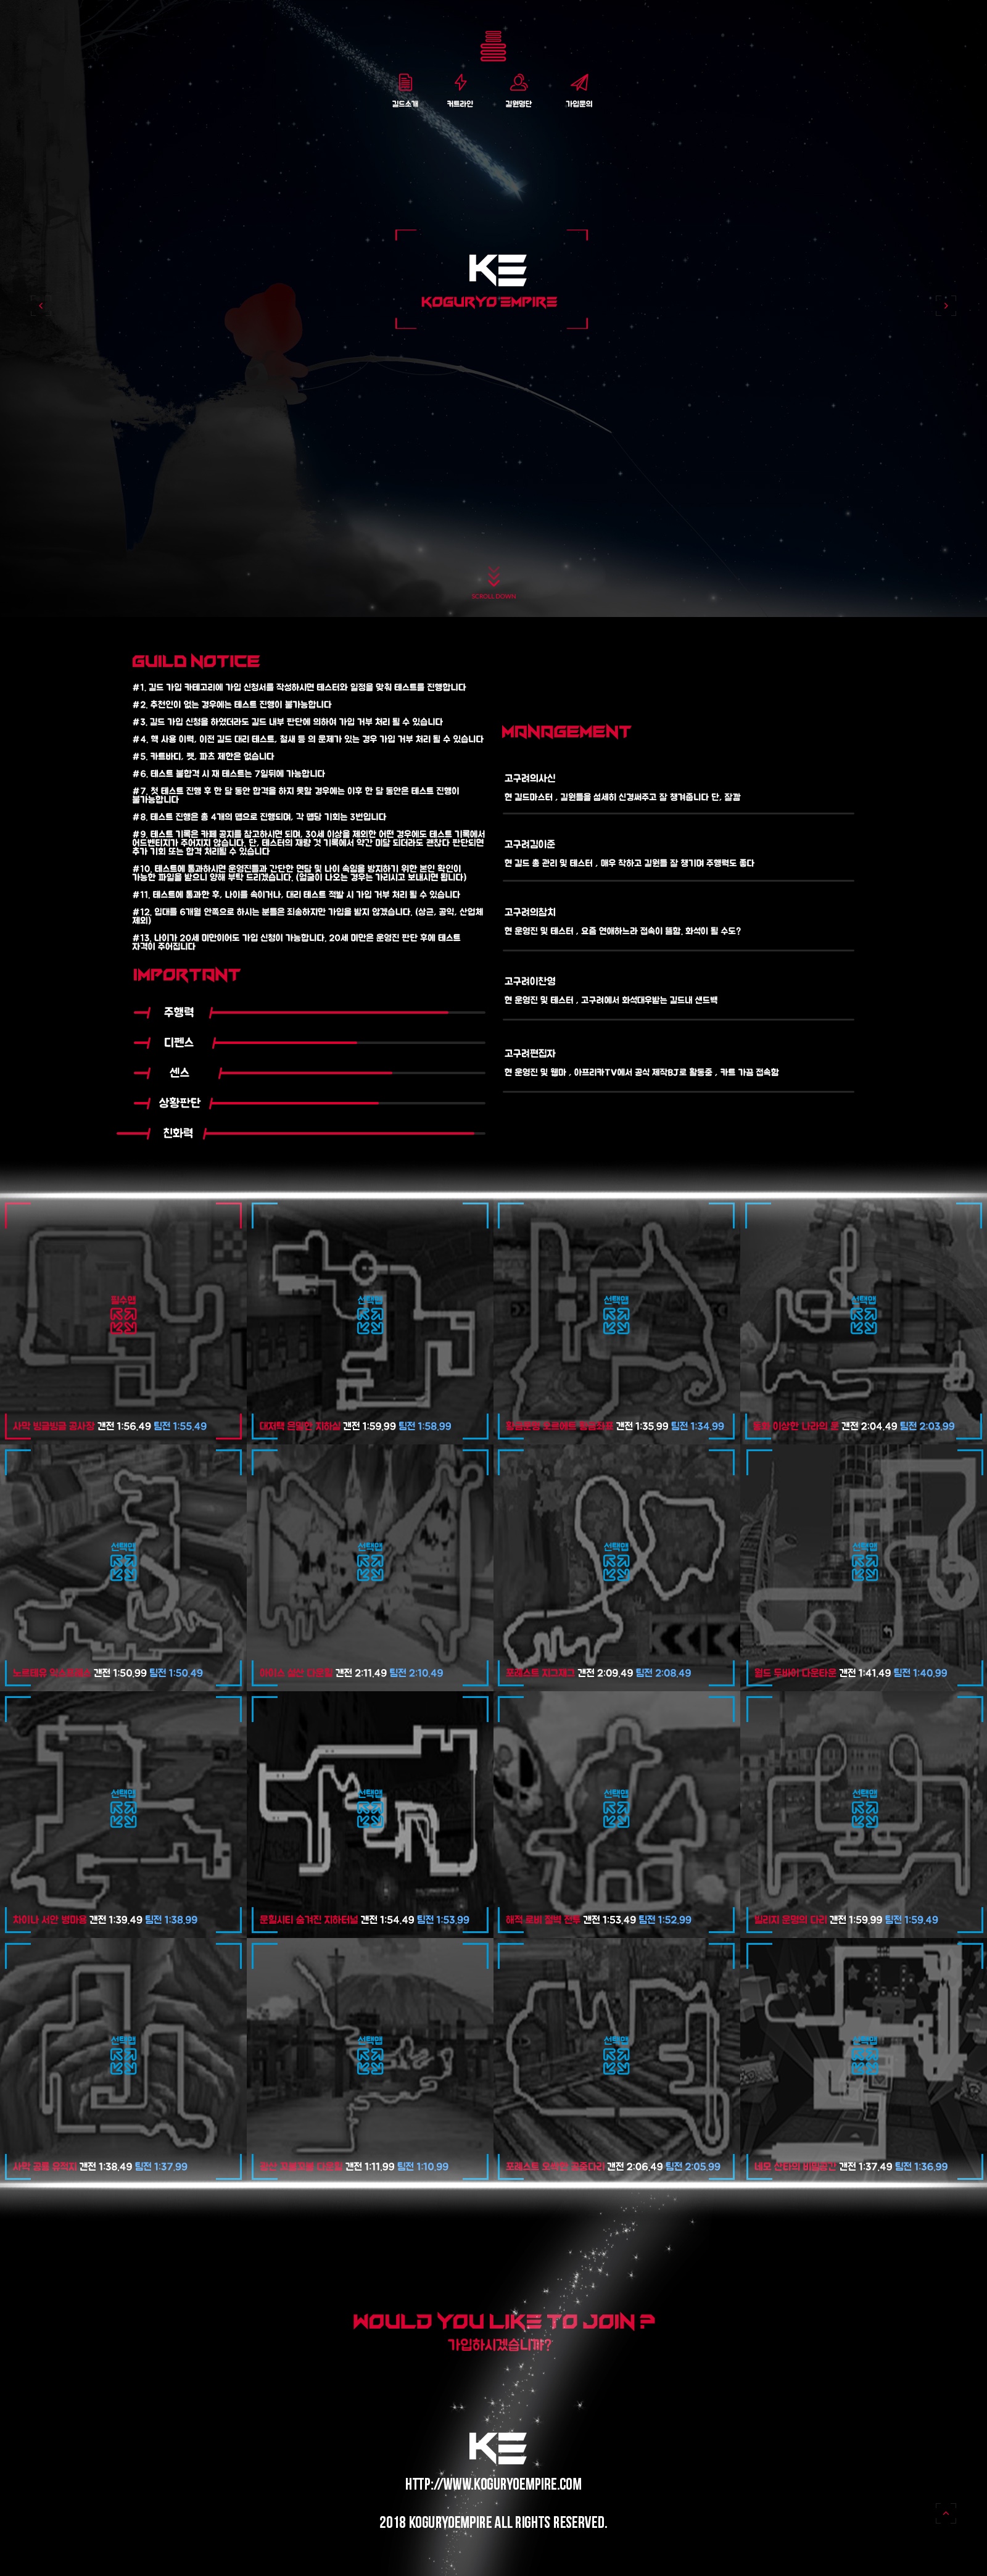 길드소개 커트라인 길원명단 가입문의
KE
KOGURYO EMPIRE
SCROLL DOWN
GUILD NOTICE
#1. 길드 가입 카테고리에 가입 신청서를 작성하시면 테스터와 일정을 맞춰 테스트를 진행합니다
#2. 추천인이 없는 경우에는 테스트 진행이 불가능합니다
#3. 길드 가입 신청을 하였더라도 길드 내부 판단에 의하여 가입 거부 처리 될 수 있습니다
#4. 핵 사용 이력, 이전 길드 대리 테스트, 철새 등 의 문제가 있는 경우 가입 거부 처리 될 수 있습니다
#5. 카트바디, 펫, 파츠 제한은 없습니다
#6. 테스트 불합격 시 재 테스트는 7일뒤에 가능합니다
#7. 첫 테스트 진행 후 한 달 동안 합격을 하지 못할 경우에는 이후 한 달 동안은 테스트 진행이
불가능합니다
#8. 테스트 진행은 총 4개의 맵으로 진행되며, 각 맵당 기회는 3번입니다
#9. 테스트 기록은 카페 공지를 참고하시면 되며, 30세 이상을 제외한 어떤 경우에도 테스트 기록에서
어드밴티지가 주어지지 않습니다. 단, 테스터의 재량 것 기록에서 약간 미달 되더라도 괜찮다 판단되면
추가 기회 또는 합격 처리될 수 있습니다
#10. 테스트에 통과하시면 운영진들과 간단한 면담 및 나이 속임을 방지하기 위한 본인 확인이
가능한 파일을 받으니 양해 부탁 드리겠습니다. (얼굴이 나오는 경우는 가리시고 보내시면 됩니다)
#11. 테스트에 통과한 후, 나이를 속이거나, 대리 테스트 적발 시 가입 거부 처리 될 수 있습니다
#12. 입대를 6개월 안쪽으로 하시는 분들은 죄송하지만 가입을 받지 않겠습니다. (상근, 공익, 산업체
제외)
#13. 나이가 20세 미만이어도 가입 신청이 가능합니다. 20세 미만은 운영진 판단 후에 테스트
자격이 주어집니다
IMPORTANT
주행력
디펜스
센스
상황판단
친화력
MANAGEMENT
고구려의사신
현 길드마스터 , 길원들을 섬세히 신경써주고 잘 챙겨줍니다 단, 잘깜
고구려김이준
현 길드 총 관리 및 테스터 , 매우 착하고 길원들 잘 챙기며 주행력도 좋다
고구려의참치
현 운영진 및 테스터 , 요즘 연애하느라 접속이 뜸함, 화석이 될 수도?
고구려이찬영
현 운영진 및 테스터 , 고구려에서 화석대우받는 길드내 샌드백
고구려편집자
현 운영진 및 웹마 , 아프리카TV에서 공식 제작BJ로 활동중 , 카트 가끔 접속함
필수맵
사막 빙글빙글 공사장 갠전 1:56,49 팀전 1:55,49
선택맵
대저택 은밀한 지하실 갠전 1:59,99 팀전 1:58,99
선택맵
갠전 1:35,99 팀전 1:34,99
선택맵
이상한 나라의 문 갠전 2:04,49 팀전 2:03,99
선택맵
노르테유 갠전 1:50,99 팀전 1:50,49
선택맵
아이스 설산 다운힐 갠전 2:11,49 팀전 2:10,49
선택맵
포레스트 지그재그 갠전 2:09,49 팀전 2:08,49
선택맵
월드 두바이 다운타운 갠전 1:41,49 팀전 1:40,99
선택맵
차이나 서안 병마용 갠전 1:39,49 팀전 1:38,99
선택맵
문힐시티 숨겨진 지하터널 갠전 1:54,49 팀전 1:53,99
선택맵
해적 로비 절벽 전투 갠전 1:53,49 팀전 1:52,99
선택맵
빌리지 운명의 다리 갠전 1:59,99 팀전 1:59,49
선택맵
사막 공룡 유적지 갠전 1:38,49 팀전 1:37,99
선택맵
갠전 1:11,99 팀전 1:10,99
선택맵
포레스트 오싹한 공중다리 갠전 2:06,49 팀전 2:05,99
선택맵
네모 산타의 비밀공간 갠전 1:37,49 팀전 1:36,99
WOULD YOU LIKE TO JOIN ?
가입하시겠습니까?
KE
HTTP://WWW.KOGURYOEMPIRE.COM
2018 KOGURYOEMPIRE ALL RIGHTS RESERVED.